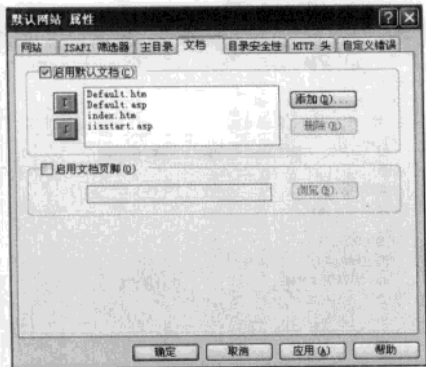 默认网站 属性
网站 ISAPI 筛选器 主目录 文档 目录安全性 HTTP 头 自定义错误
启用默认文档(C)
Default.htm
Default.asp
index.htm
iisstart.asp
添加(D)...
删除(R)
启用文档页脚(O)
浏览(B)...
确定 取消 应用(A) 帮助